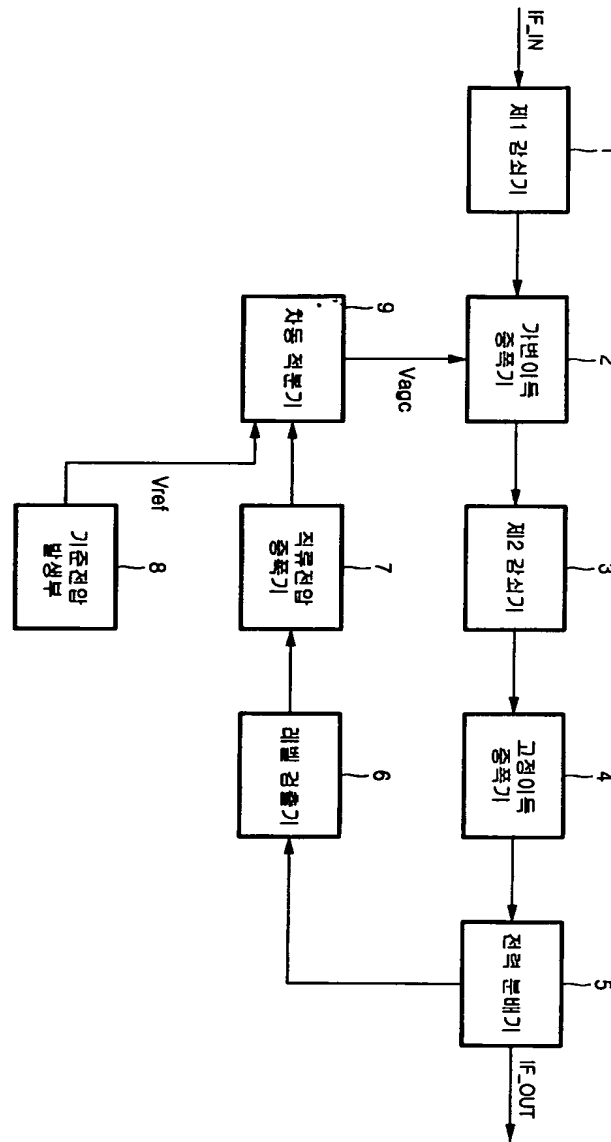 IF_IN
1
제1 감쇠기
2
가변이득
증폭기
3
제2 감쇠기
4
고정이득
증폭기
5
전력 분배기
IF_OUT
9
차동 적분기
Vagc
7
직류전압
증폭기
6
레벨 검출기
Vref
8
기준전압
발생부